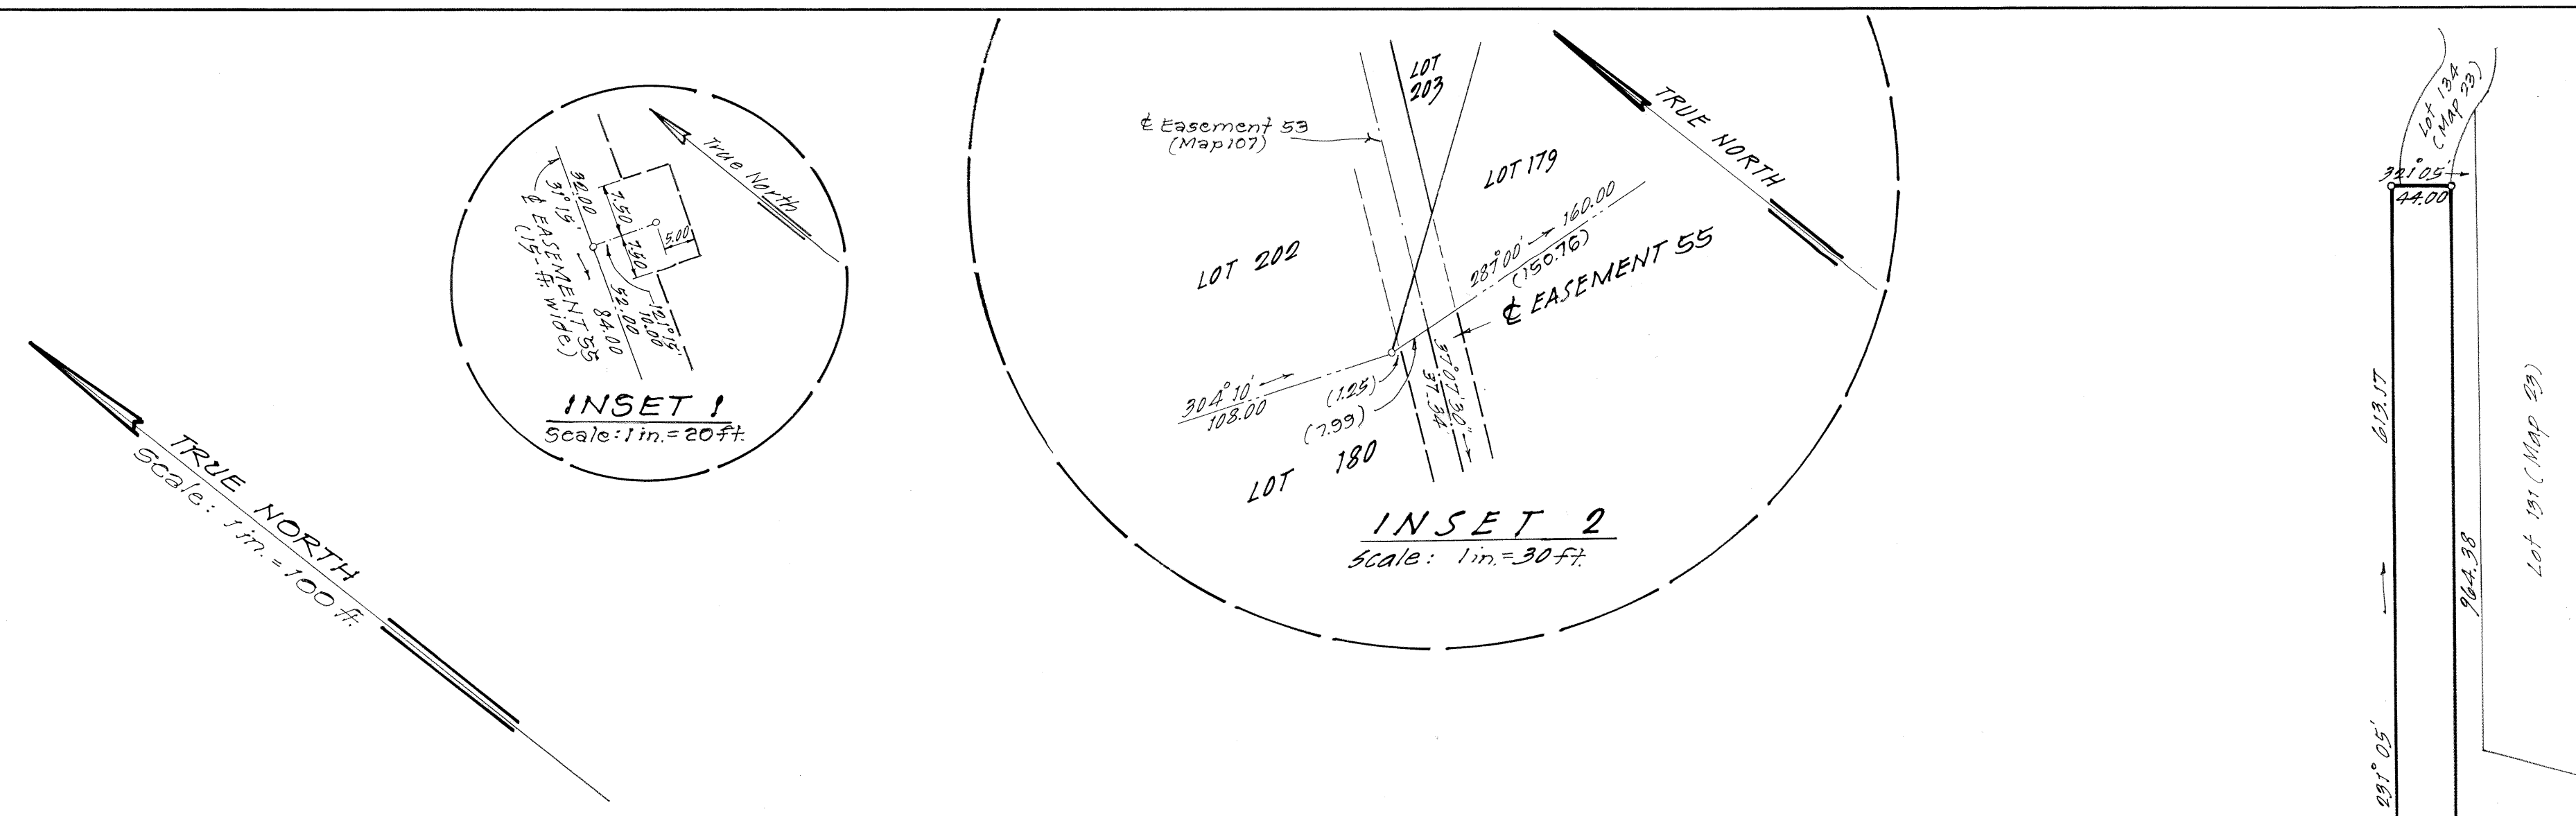 TRUE NORTH
Scale: 1 in. = 100 ft.
True North
30.00
31° 15'
₵ EASEMENT 55
(15-ft. wide)
7.50
7.50
5.00
52.00
84.00
121° 15'
10.00
INSET 1
Scale: 1 in. = 20 ft.
LOT
203
₵ Easement 53
(Map 107)
LOT 179
TRUE NORTH
LOT 202
287° 00' 160.00
(150.76)
₵ EASEMENT 55
304° 10'
108.00
(1.25)
(7.99)
37° 07' 30"
37.34
LOT 180
INSET 2
Scale: 1 in. = 30 ft.
Lot 134
(Map 23)
321° 05'
44.00
613.17
231° 05'
964.38
Lot 131 (Map 23)